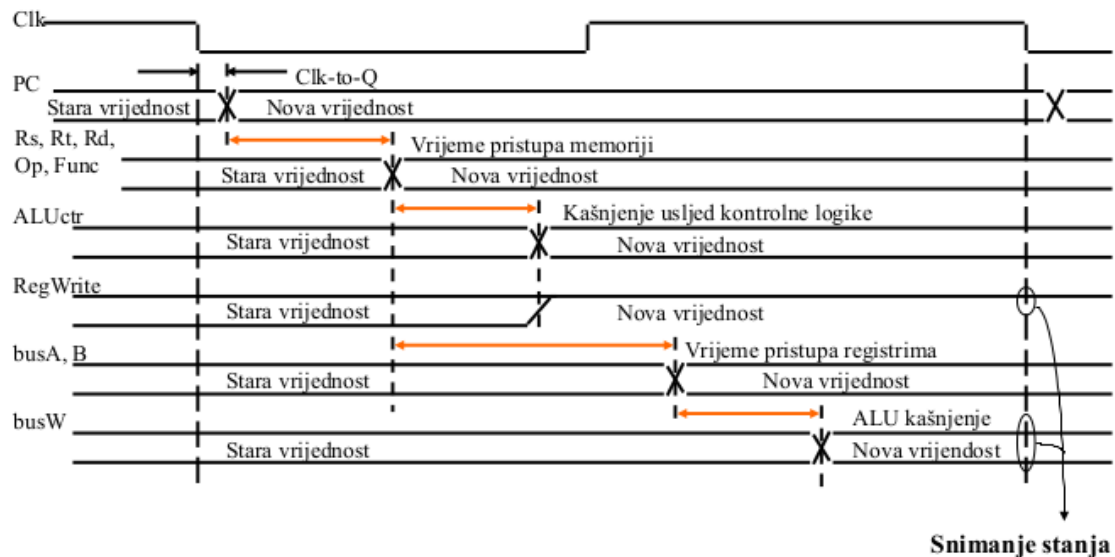 Clk
Clk-to-Q
PC
Stara vrijednost Nova vrijednost
Rs, Rt, Rd,
Op, Func
Vrijeme pristupa memoriji
Stara vrijednost Nova vrijednost
ALUctr
Kašnjenje usljed kontrolne logike
Stara vrijednost Nova vrijednost
RegWrite
Stara vrijednost Nova vrijednost
busA, B
Vrijeme pristupa registrima
Stara vrijednost Nova vrijednost
busW
ALU kašnjenje
Stara vrijednost Nova vrijendost
Snimanje stanja